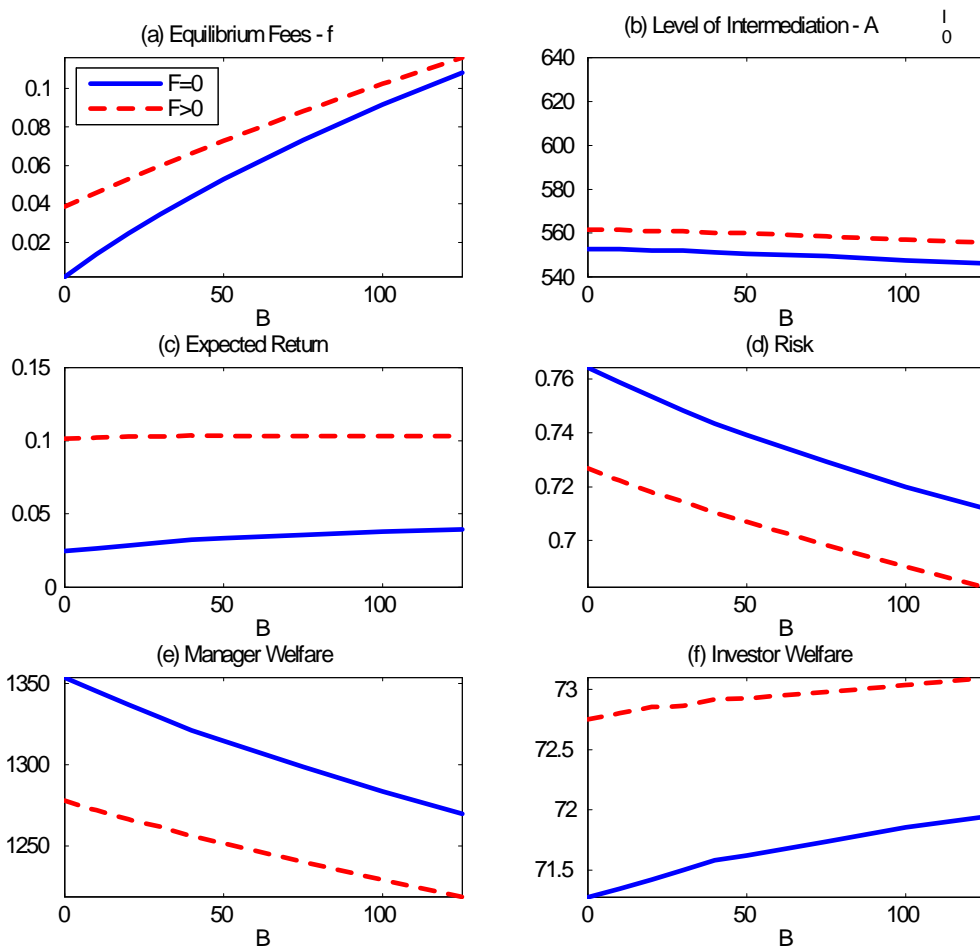 (a) Equilibrium Fees - f
0.1
0.08
0.06
0.04
0.02
F=0
F>0
0 50 100
B
(b) Level of Intermediation - A
I
0
640
620
600
580
560
540
0 50 100
B
(c) Expected Return
0.15
0.1
0.05
0
0 50 100
B
(d) Risk
0.76
0.74
0.72
0.7
0 50 100
B
(e) Manager Welfare
1350
1300
1250
0 50 100
B
(f) Investor Welfare
73
72.5
72
71.5
0 50 100
B